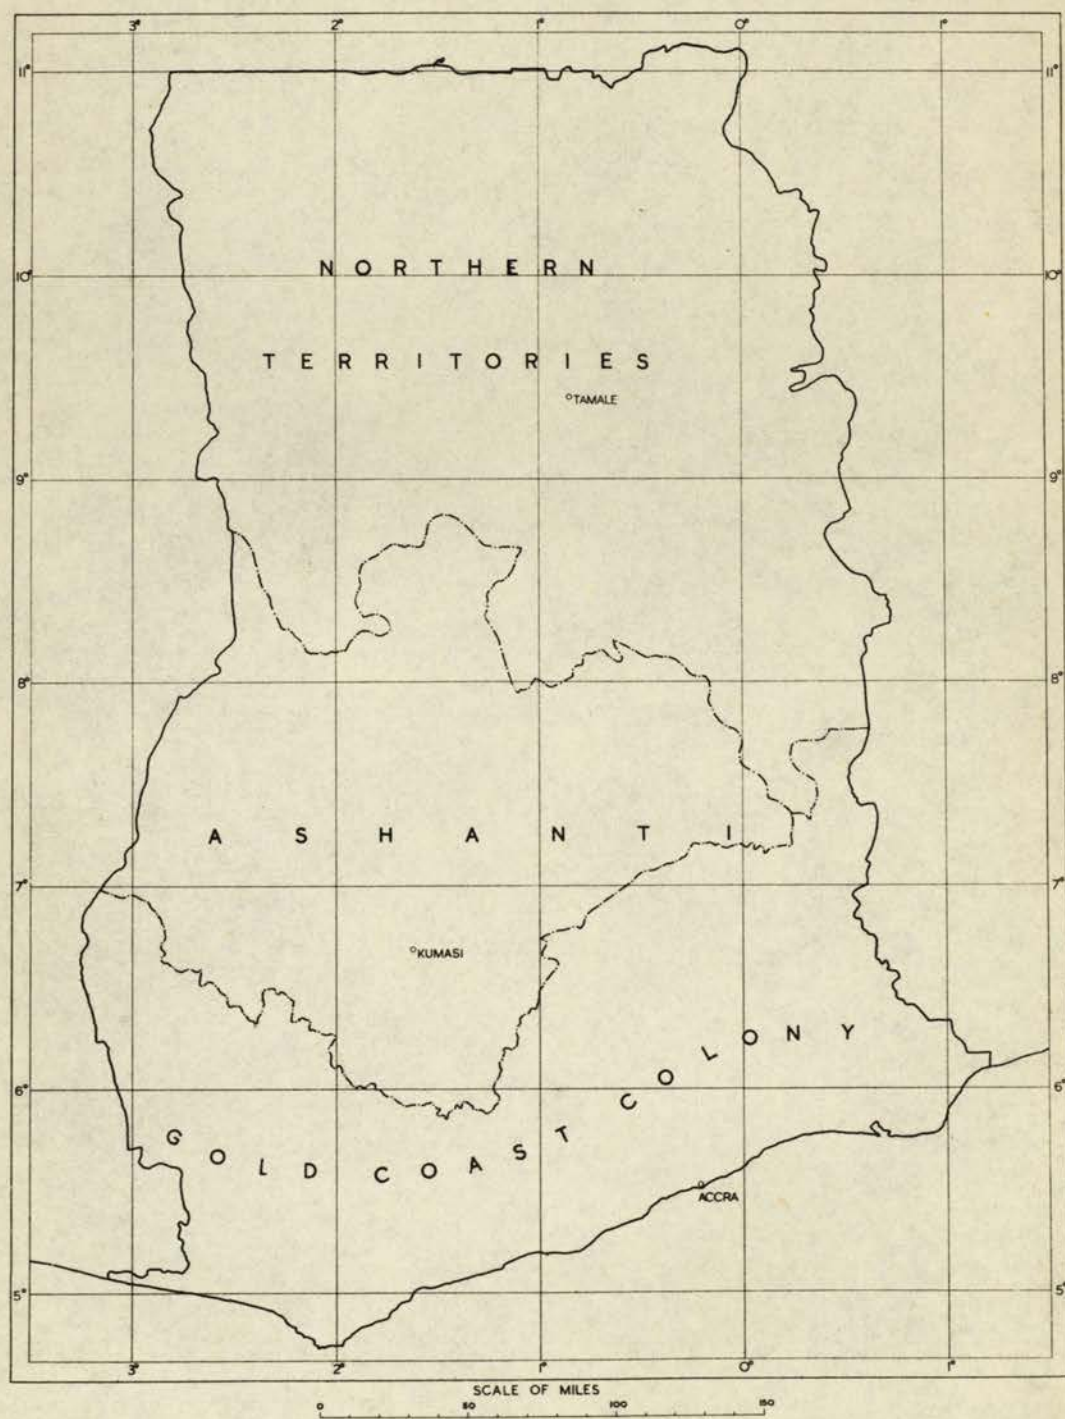 3° 2° 1° 0° 1°
11° 11°
NORTHERN
10° 10°
TERRITORIES
TAMALE
9° 9°
8° 8°
ASHANTI
7° 7°
KUMASI
GOLD COAST COLONY
6° 6°
ACCRA
5° 5°
3° 2° 1° 0° 1°
SCALE OF MILES
0 50 100 150